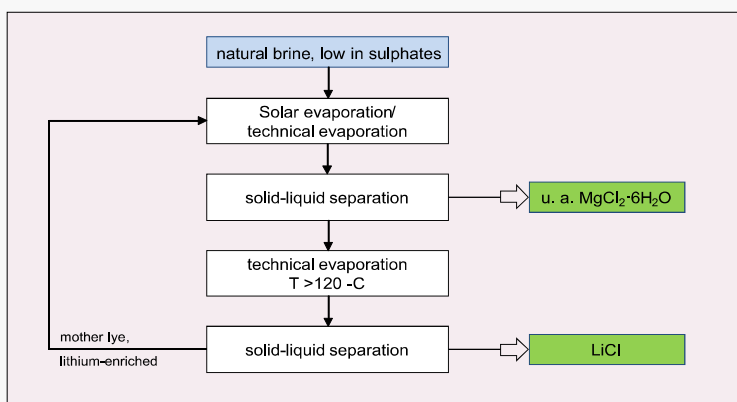 natural brine, low in sulphates
Solar evaporation/
technical evaporation
solid-liquid separation
u. a. MgCl₂·6H₂O
technical evaporation
T >120 -C
mother lye,
lithium-enriched
solid-liquid separation
LiCl